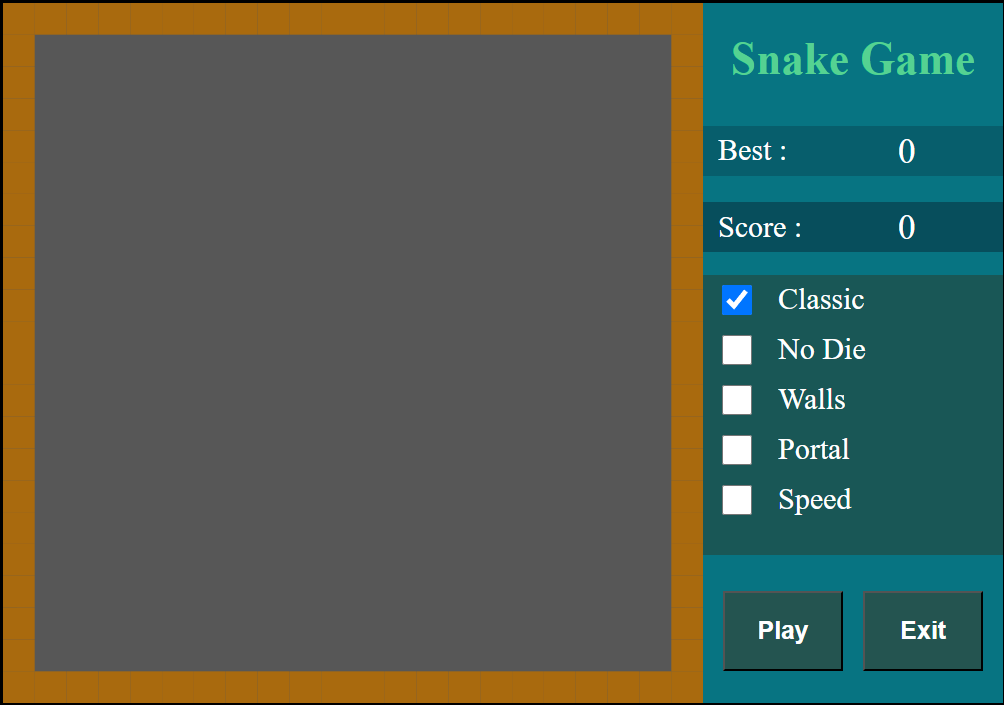 Snake Game
Best : 0
Score : 0
Classic
No Die
Walls
Portal
Speed
Play Exit